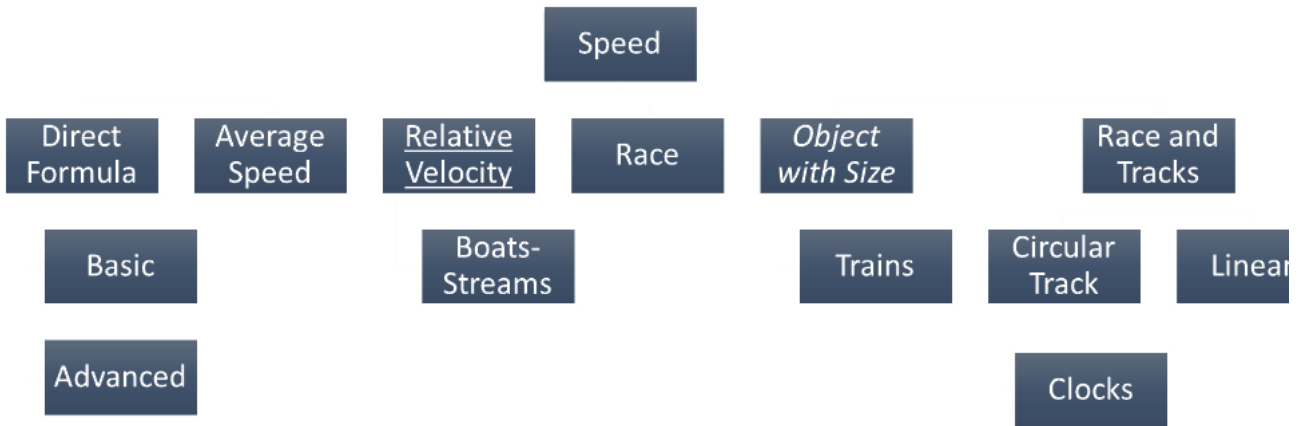 Speed
Direct
Formula
Average
Speed
Relative
Velocity
Race
Object
with Size
Race and
Tracks
Basic
Boats-
Streams
Trains
Circular
Track
Linear
Advanced
Clocks